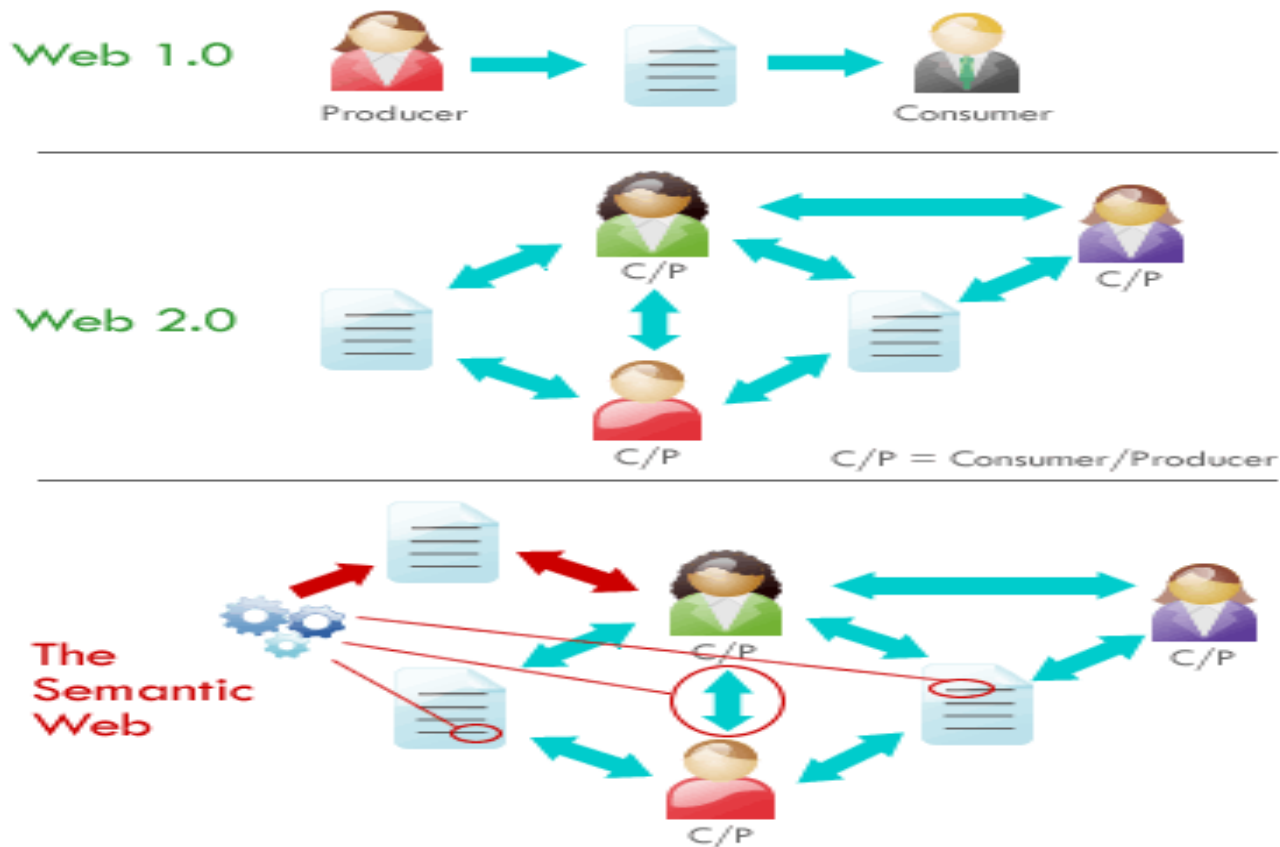 Web 1.0
Producer
Consumer
C/P
C/P
Web 2.0
C/P
C/P = Consumer/Producer
C/P
C/P
The
Semantic
Web
C/P